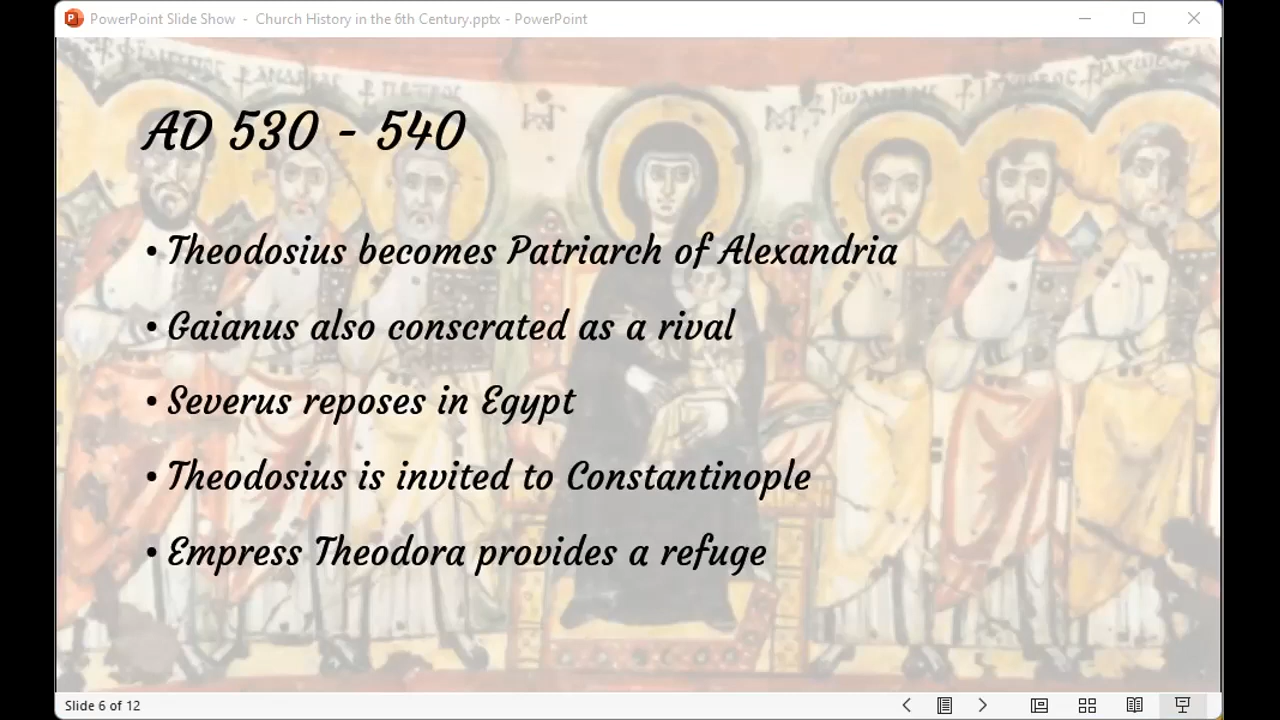 PowerPoint Slide Show - Church History in the 6th Century.pptx - PowerPoint
AD 530 - 540
• Theodosius becomes Patriarch of Alexandria
• Gaianus also conscrated as a rival
• Severus reposes in Egypt
• Theodosius is invited to Constantinople
• Empress Theodora provides a refuge
Slide 6 of 12